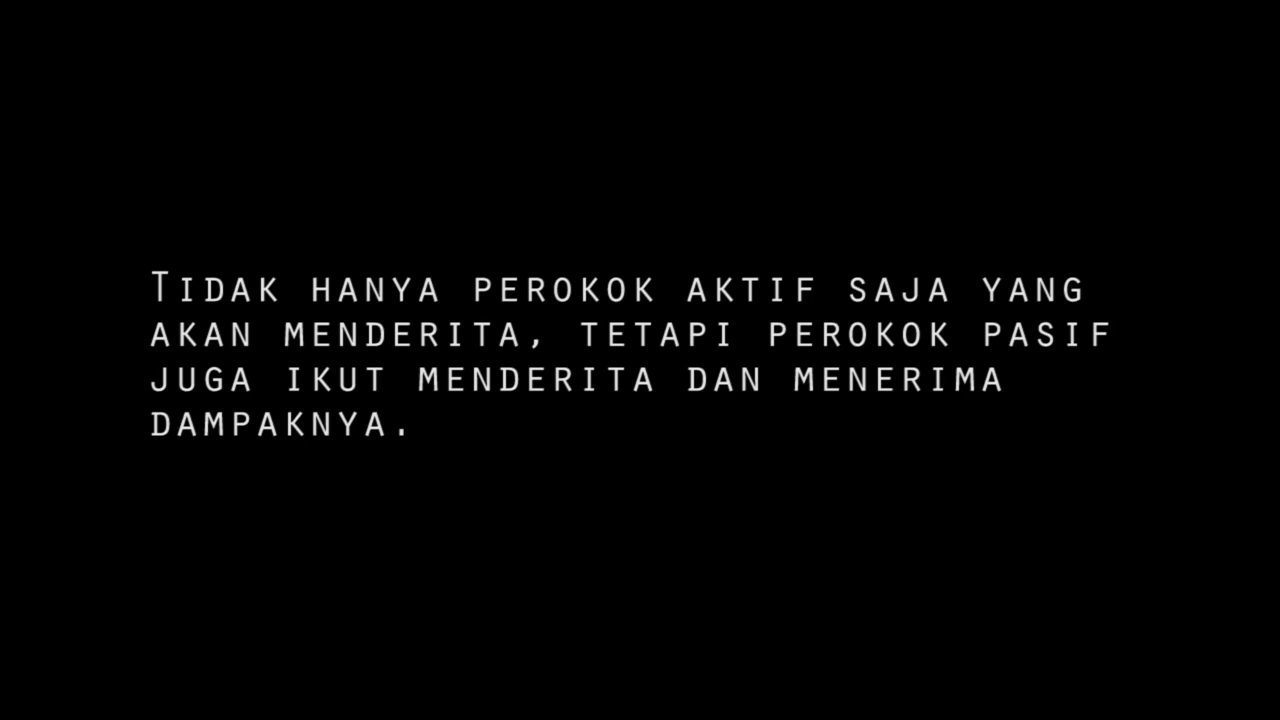 Tidak hanya perokok aktif saja yang
akan menderita, tetapi perokok pasif
juga ikut menderita dan menerima
dampaknya.